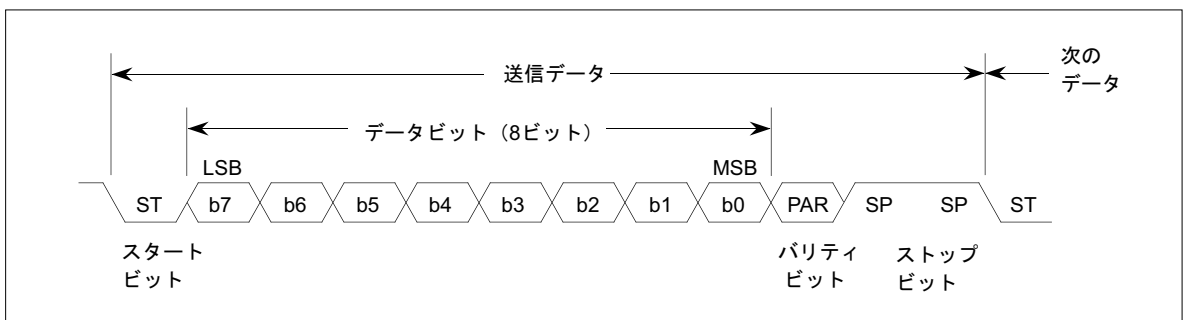 送信データ
次の
データ
データビット（8ビット）
LSB
MSB
ST
b7
b6
b5
b4
b3
b2
b1
b0
PAR
SP
SP
ST
スタート
ビット
パリティ
ビット
ストップ
ビット